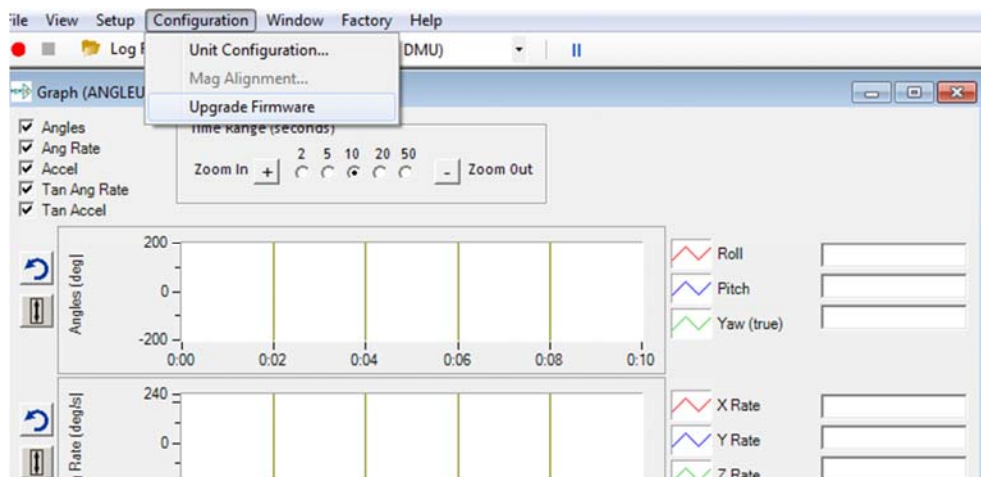 File View Setup Configuration Window Factory Help
Log F
DMU)
Unit Configuration...
Mag Alignment...
Upgrade Firmware
Graph (ANGLEU
Angles
Ang Rate
Accel
Tan Ang Rate
Tan Accel
Time Range (seconds)
2 5 10 20 50
Zoom In + - Zoom Out
200
0
-200
Angles (deg)
0:00 0:02 0:04 0:06 0:08 0:10
Roll
Pitch
Yaw (true)
240
0
g Rate (deg/s)
X Rate
Y Rate
Z Rate